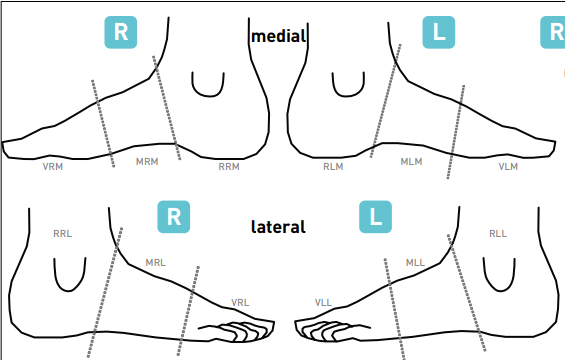 R medial L R
VRM MRM RRM RLM MLM VLM
R lateral L
RRL RLL
MRL MLL
VRL VLL